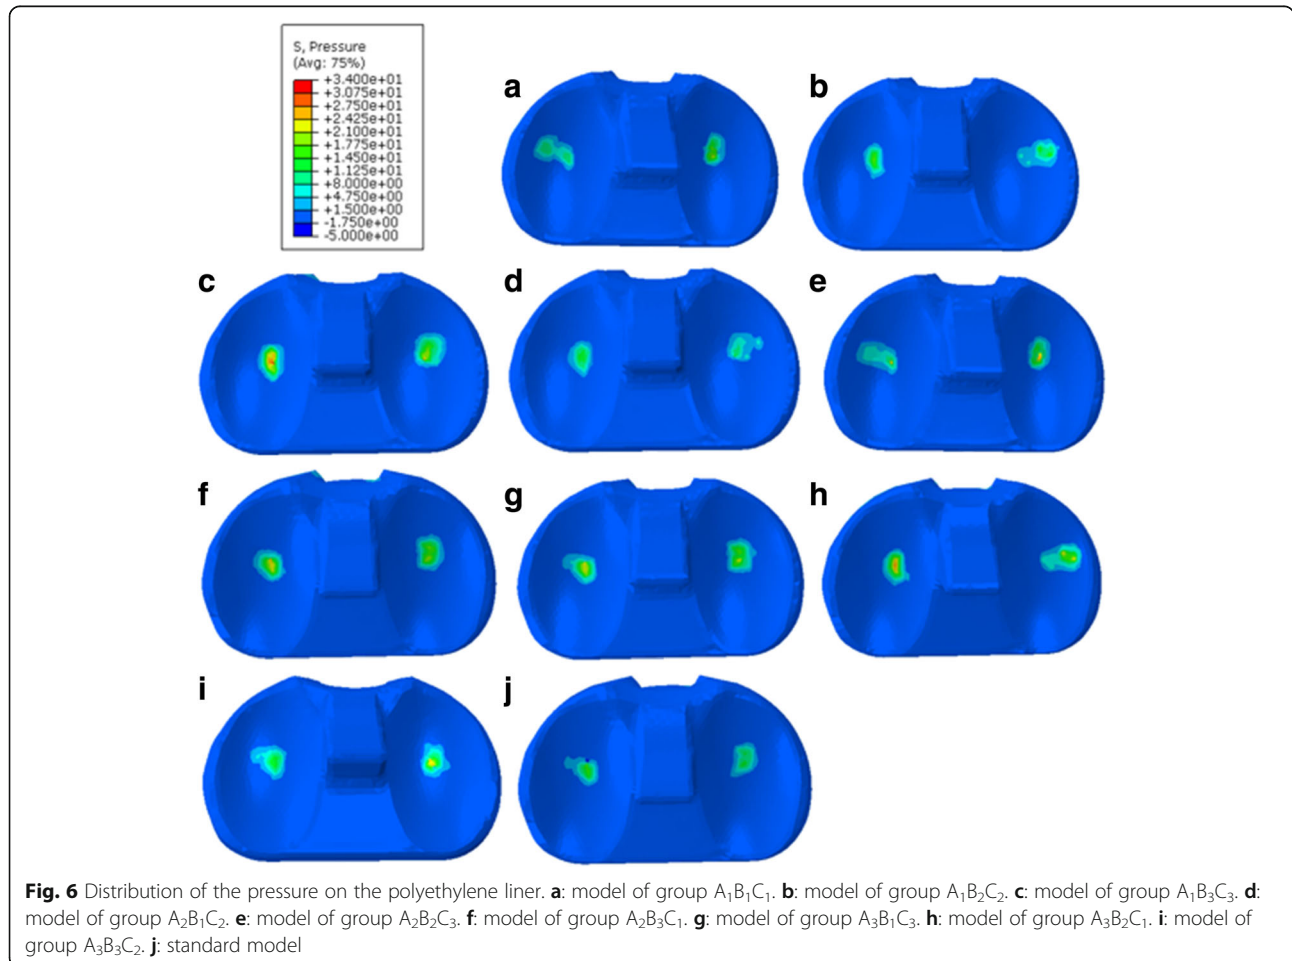 S, Pressure
(Avg: 75%)
+3.400e+01
+3.075e+01
+2.750e+01
+2.425e+01
+2.100e+01
+1.775e+01
+1.450e+01
+1.125e+01
+8.000e+00
+4.750e+00
+1.500e+00
-1.750e+00
-5.000e+00
a
b
c
d
e
f
g
h
i
j
Fig. 6 Distribution of the pressure on the polyethylene liner. a: model of group A₁B₁C₁. b: model of group A₁B₂C₂. c: model of group A₁B₃C₃. d:
model of group A₂B₁C₂. e: model of group A₂B₂C₃. f: model of group A₂B₃C₁. g: model of group A₃B₁C₃. h: model of group A₃B₂C₁. i: model of
group A₃B₃C₂. j: standard model